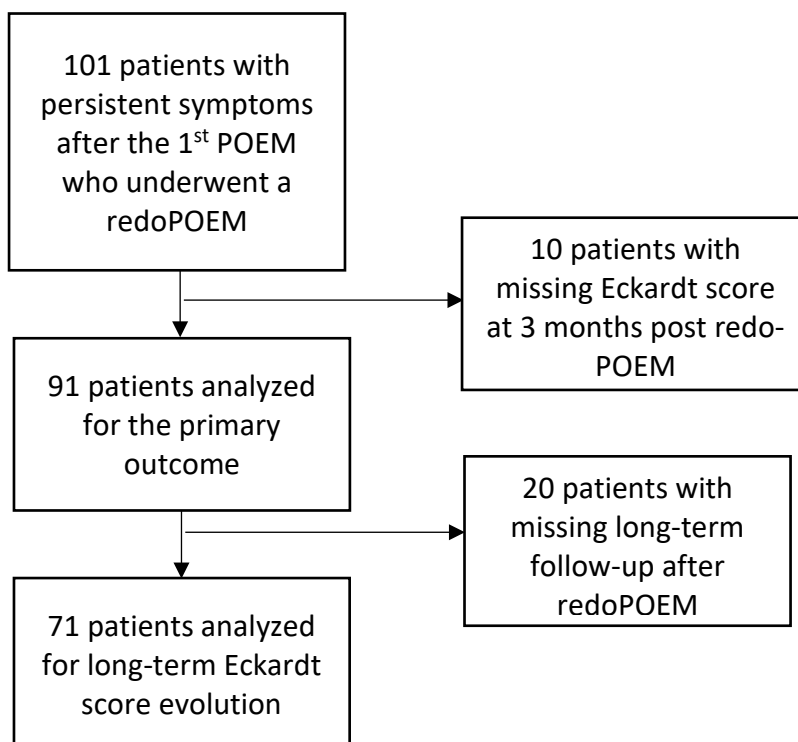 101 patients with
persistent symptoms
after the 1st POEM
who underwent a
redoPOEM
10 patients with
missing Eckardt score
at 3 months post redo-
POEM
91 patients analyzed
for the primary
outcome
20 patients with
missing long-term
follow-up after
redoPOEM
71 patients analyzed
for long-term Eckardt
score evolution